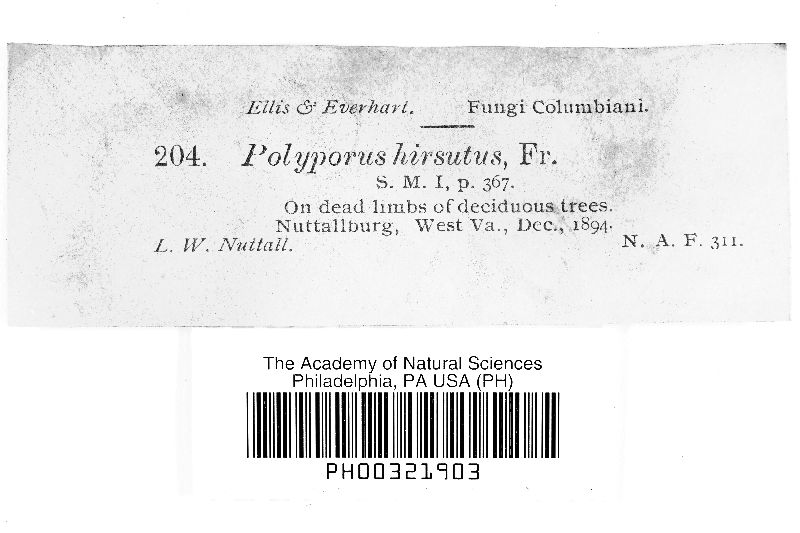 Ellis & Everhart. Fungi Columbiani.
204. Polyporus hirsutus, Fr.
S. M. I, p. 367.
On dead limbs of deciduous trees.
Nuttallburg, West Va., Dec., 1894.
L. W. Nuttall. N. A. F. 311.
The Academy of Natural Sciences
Philadelphia, PA USA (PH)
PH00321903